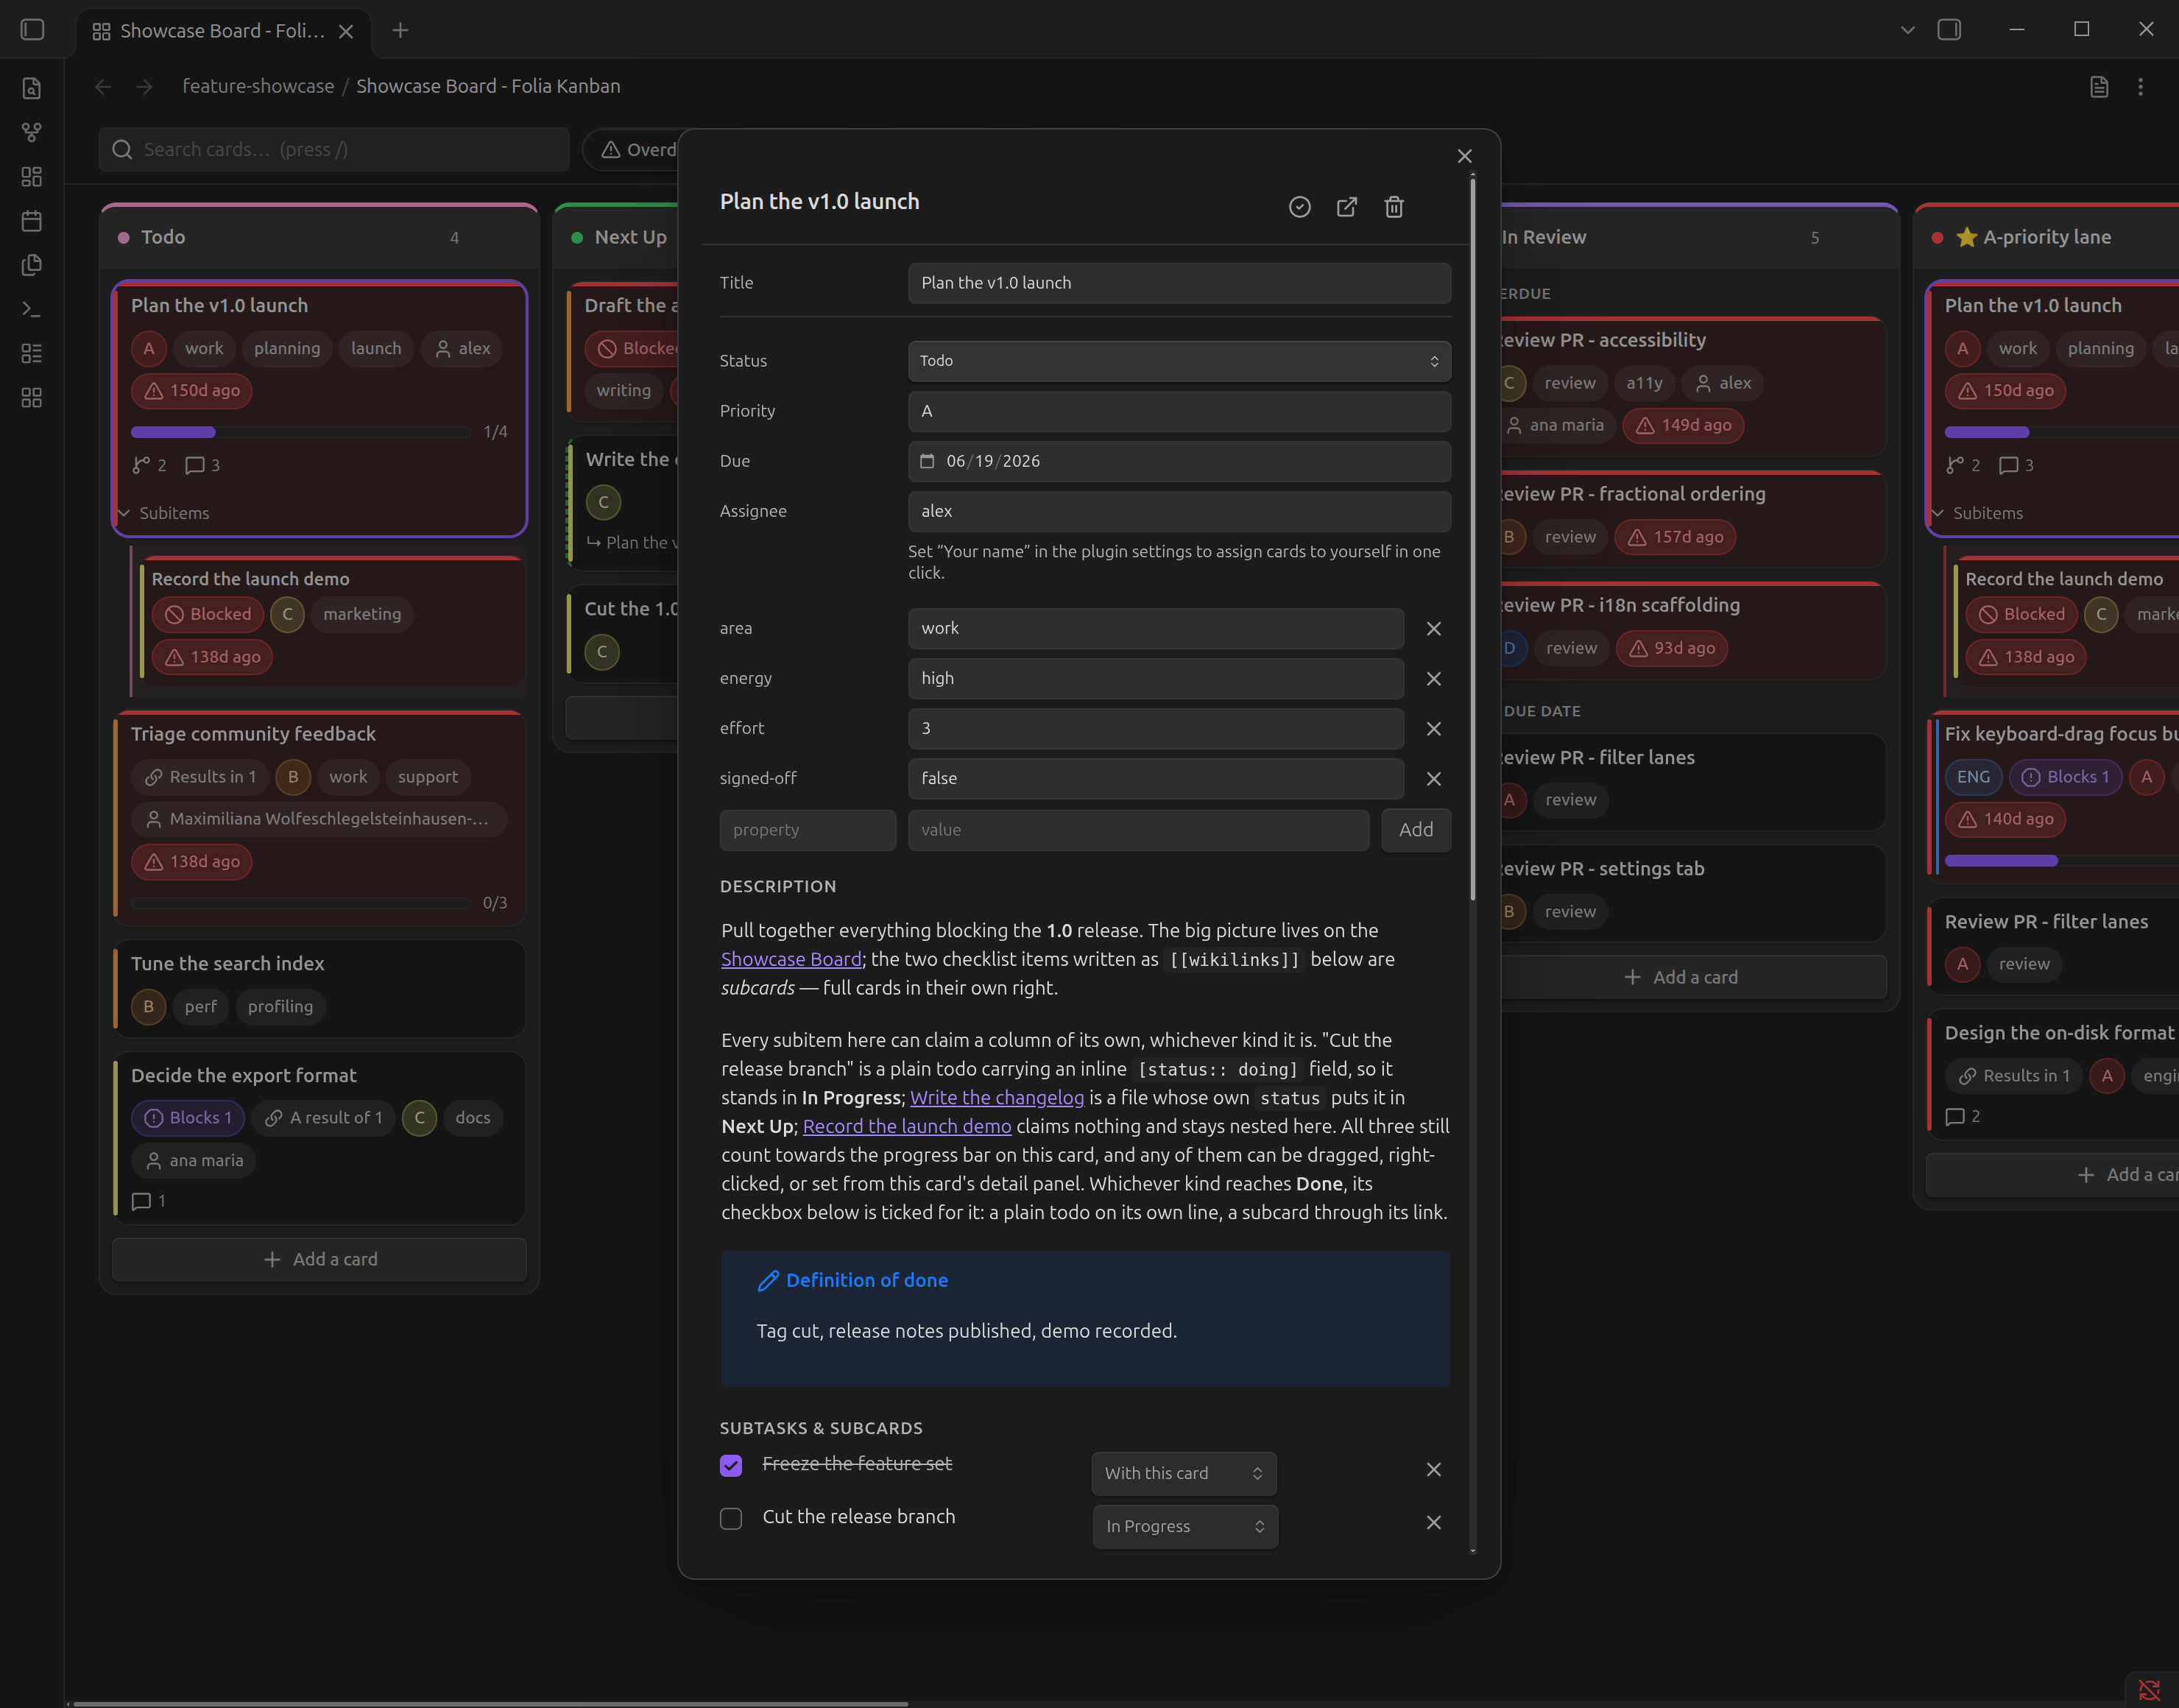 Showcase Board - Foli...
feature-showcase / Showcase Board - Folia Kanban
Search cards... (press /)
Overd
Todo 4
Plan the v1.0 launch
A work planning launch alex
150d ago
1/4
2 3
Subitems
Record the launch demo
Blocked C marketing
138d ago
Triage community feedback
Results in 1 B work support
Maximiliana Wolfeschlegelsteinhausen-...
138d ago
0/3
Tune the search index
B perf profiling
Decide the export format
Blocks 1 A result of 1 C docs
ana maria
1
+ Add a card
Next Up
Draft the a
Blocke
writing
Write the
C
↳ Plan the v
Cut the 1.0
C
Plan the v1.0 launch
Title Plan the v1.0 launch
Status Todo
Priority A
Due 06/19/2026
Assignee alex
Set “Your name” in the plugin settings to assign cards to yourself in one
click.
area work
energy high
effort 3
signed-off false
property value Add
DESCRIPTION
Pull together everything blocking the 1.0 release. The big picture lives on the
Showcase Board; the two checklist items written as [[wikilinks]] below are
subcards — full cards in their own right.
Every subitem here can claim a column of its own, whichever kind it is. "Cut the
release branch" is a plain todo carrying an inline [status:: doing] field, so it
stands in In Progress; Write the changelog is a file whose own status puts it in
Next Up; Record the launch demo claims nothing and stays nested here. All three still
count towards the progress bar on this card, and any of them can be dragged, right-
clicked, or set from this card's detail panel. Whichever kind reaches Done, its
checkbox below is ticked for it: a plain todo on its own line, a subcard through its link.
Definition of done
Tag cut, release notes published, demo recorded.
SUBTASKS & SUBCARDS
Freeze the feature set With this card
Cut the release branch In Progress
In Review 5
ERDUE
eview PR - accessibility
C review a11y alex
ana maria 149d ago
eview PR - fractional ordering
B review 157d ago
eview PR - i18n scaffolding
D review 93d ago
DUE DATE
eview PR - filter lanes
A review
eview PR - settings tab
B review
+ Add a card
⭐ A-priority lane
Plan the v1.0 launch
A work planning la
150d ago
2 3
Subitems
Record the launch demo
Blocked C mark
138d ago
Fix keyboard-drag focus bu
ENG Blocks 1 A
140d ago
Review PR - filter lanes
A review
Design the on-disk format
Results in 1 A engi
2
+ Add a car